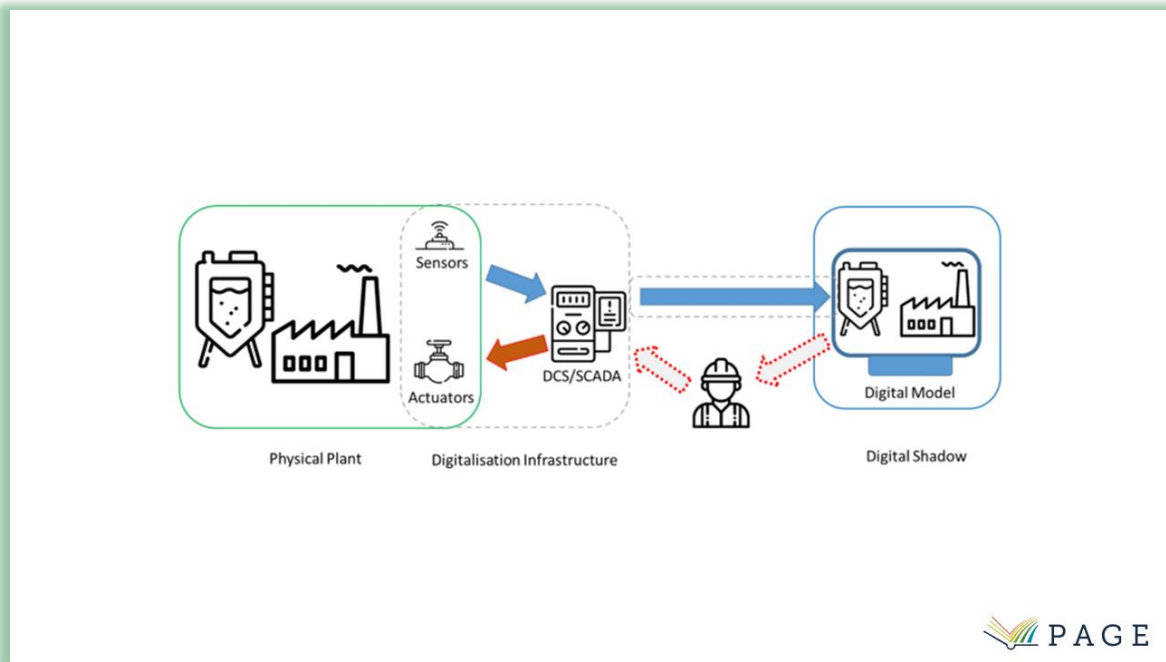 Sensors
Actuators
DCS/SCADA
Digital Model
Physical Plant
Digitalisation Infrastructure
Digital Shadow
PAGE